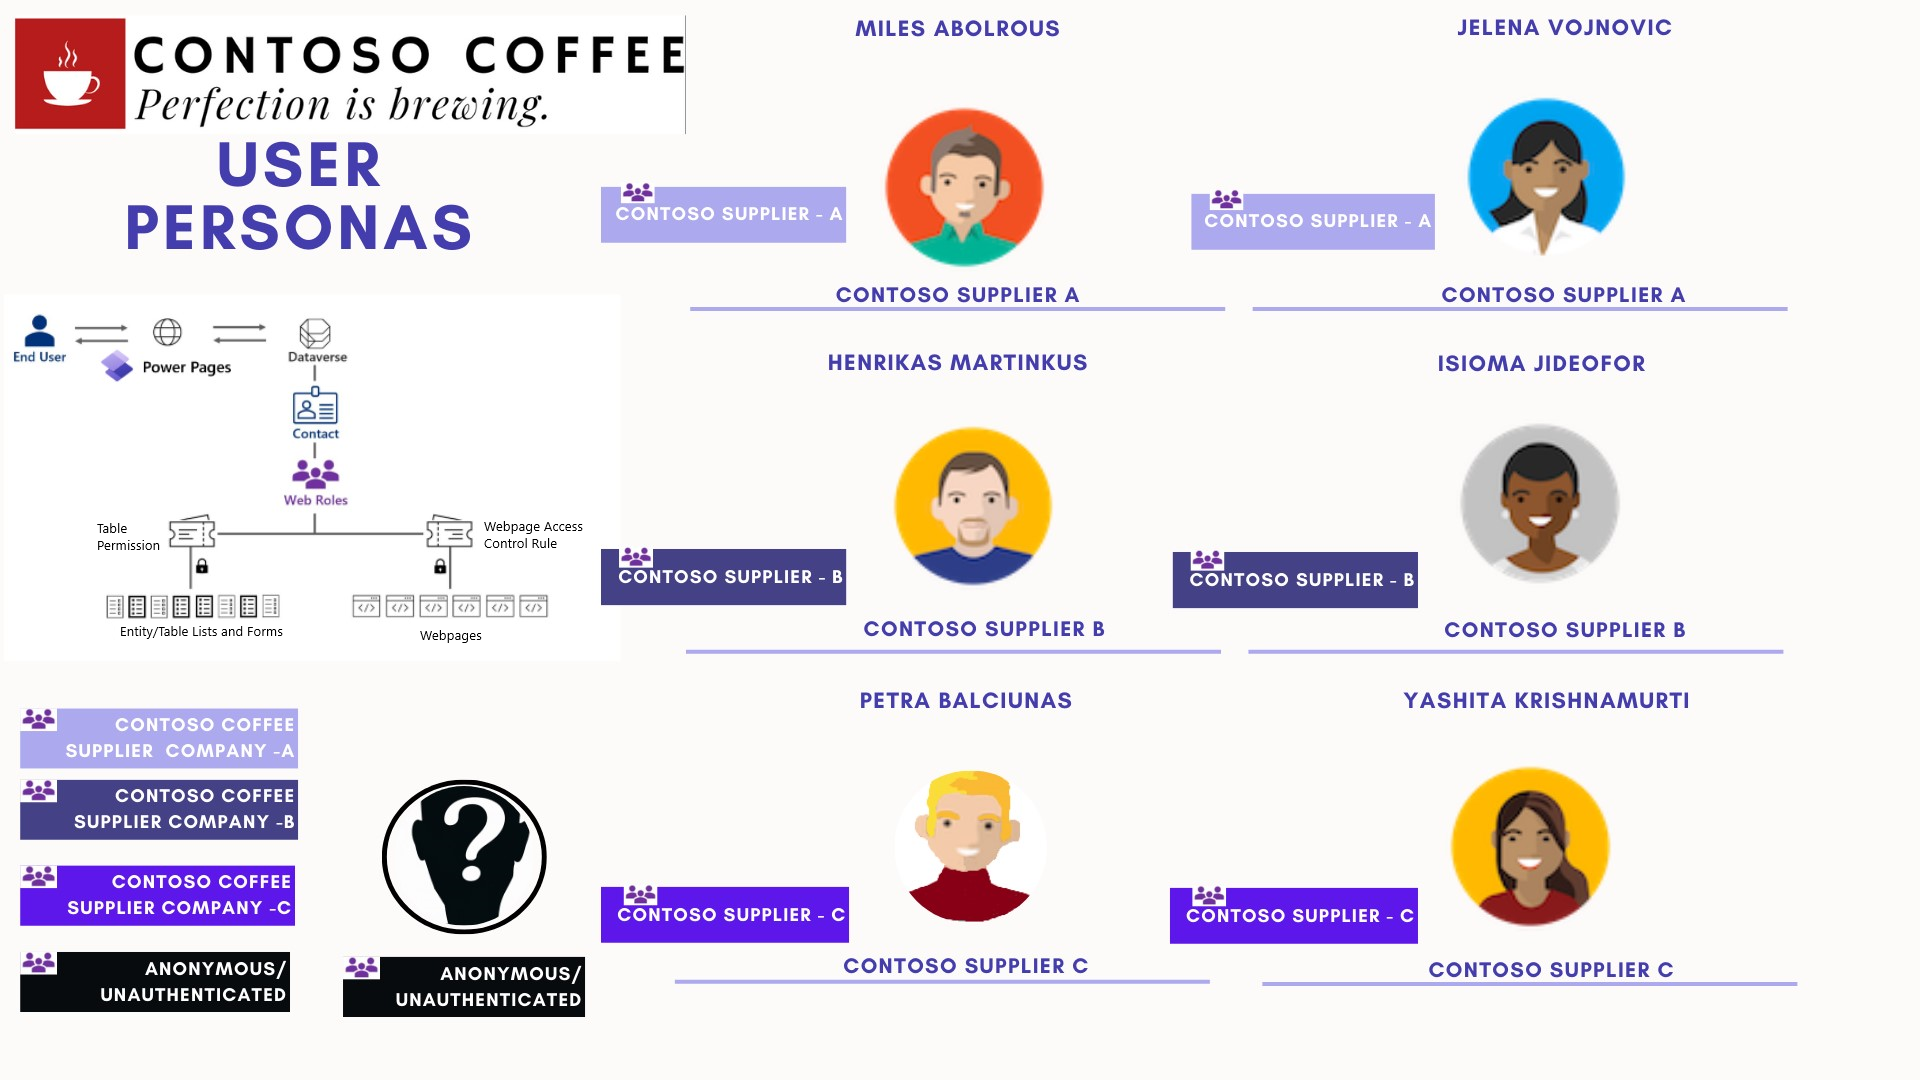 CONTOSO COFFEE
Perfection is brewing.
USER
PERSONAS
End User
Power Pages
Dataverse
Contact
Web Roles
Table
Permission
Webpage Access
Control Rule
</>
</>
</>
</>
</>
</>
Entity/Table Lists and Forms
Webpages
CONTOSO COFFEE
SUPPLIER  COMPANY -A
CONTOSO COFFEE
SUPPLIER COMPANY -B
CONTOSO COFFEE
SUPPLIER COMPANY -C
ANONYMOUS/
UNAUTHENTICATED
?
ANONYMOUS/
UNAUTHENTICATED
MILES ABOLROUS
CONTOSO SUPPLIER - A
CONTOSO SUPPLIER A
JELENA VOJNOVIC
CONTOSO SUPPLIER - A
CONTOSO SUPPLIER A
HENRIKAS MARTINKUS
CONTOSO SUPPLIER - B
CONTOSO SUPPLIER B
ISIOMA JIDEOFOR
CONTOSO SUPPLIER - B
CONTOSO SUPPLIER B
PETRA BALCIUNAS
CONTOSO SUPPLIER - C
CONTOSO SUPPLIER C
YASHITA KRISHNAMURTI
CONTOSO SUPPLIER - C
CONTOSO SUPPLIER C